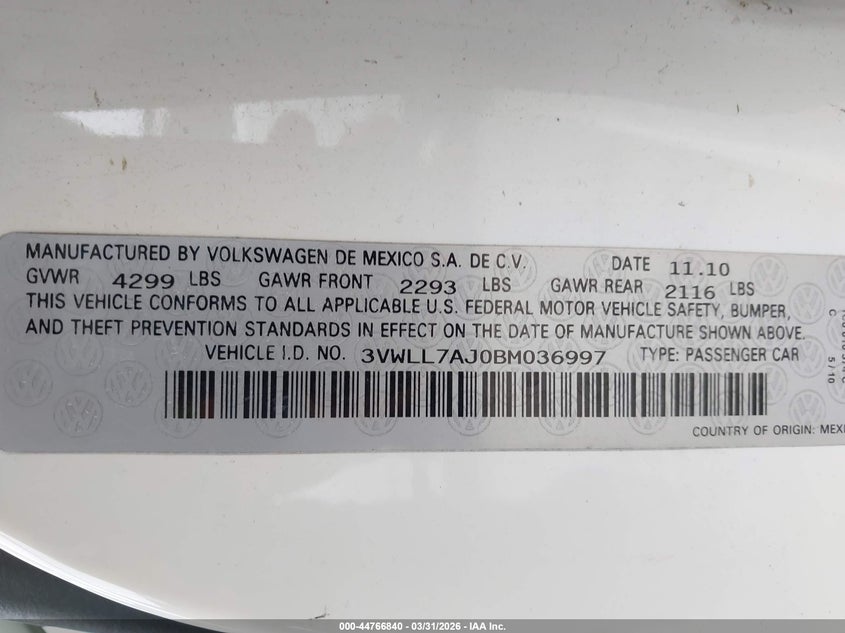 MANUFACTURED BY VOLKSWAGEN DE MEXICO S.A. DE C.V. DATE 11.10
GVWR 4299 LBS GAWR FRONT 2293 LBS GAWR REAR 2116 LBS
THIS VEHICLE CONFORMS TO ALL APPLICABLE U.S. FEDERAL MOTOR VEHICLE SAFETY, BUMPER,
AND THEFT PREVENTION STANDARDS IN EFFECT ON THE DATE OF MANUFACTURE SHOWN ABOVE.
VEHICLE I.D. NO. 3VWLL7AJ0BM036997 TYPE: PASSENGER CAR
COUNTRY OF ORIGIN: MEXI
C 5/10
000-44766840 - 03/31/2026 - IAA Inc.